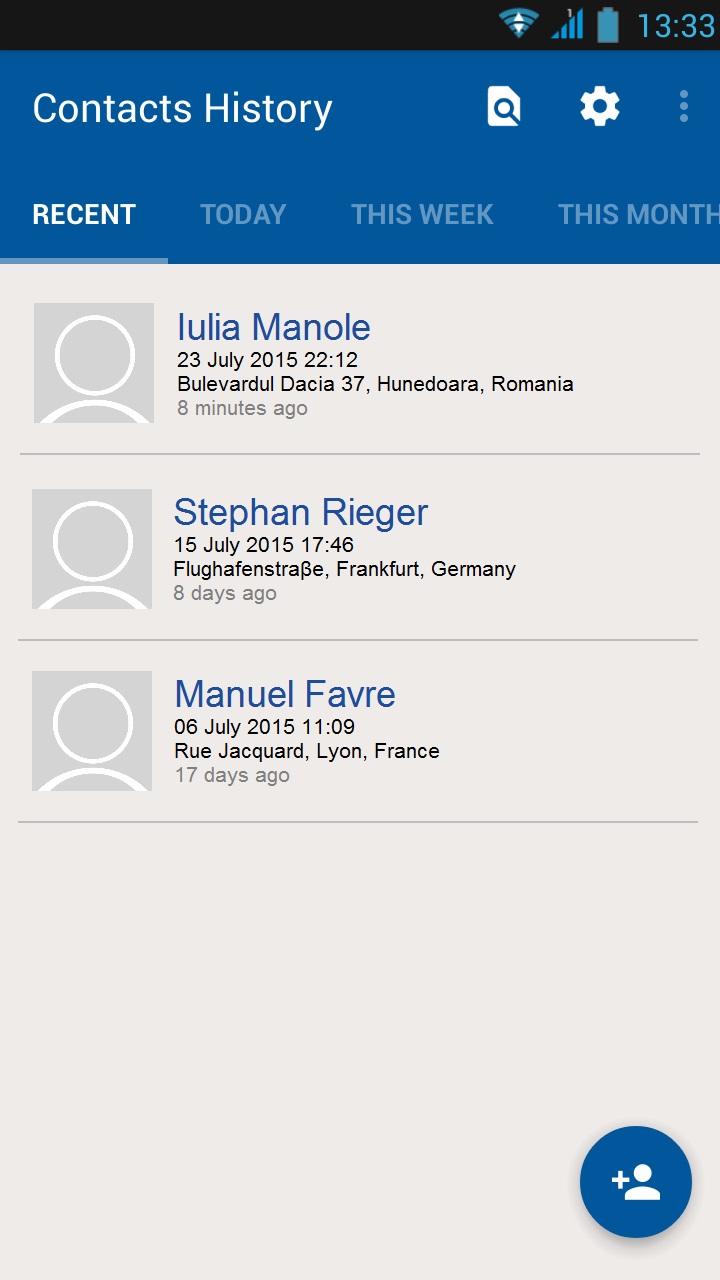 13:33
Contacts History
RECENT TODAY THIS WEEK THIS MONTH
Iulia Manole
23 July 2015 22:12
Bulevardul Dacia 37, Hunedoara, Romania
8 minutes ago
Stephan Rieger
15 July 2015 17:46
Flughafenstraβe, Frankfurt, Germany
8 days ago
Manuel Favre
06 July 2015 11:09
Rue Jacquard, Lyon, France
17 days ago